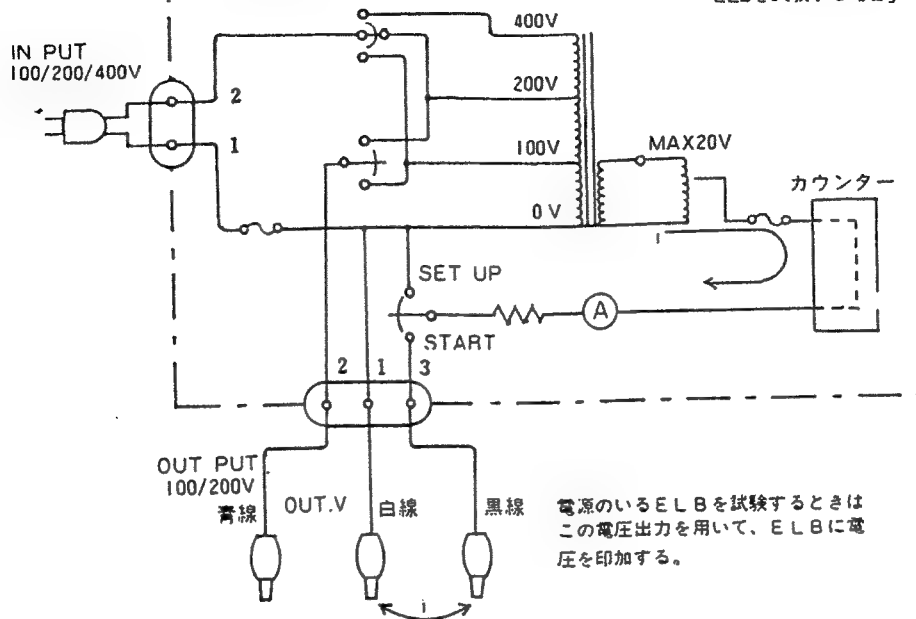 400V
IN PUT
100/200/400V
200V
2
1
100V
MAX20V
カウンター
0V
i
SET UP
A
START
2 1 3
OUT PUT
100/200V
青線
OUT.V
白線
黒線
i
電源のいるELBを試験するときは
この電圧出力を用いて、ELBに電
圧を印加する。